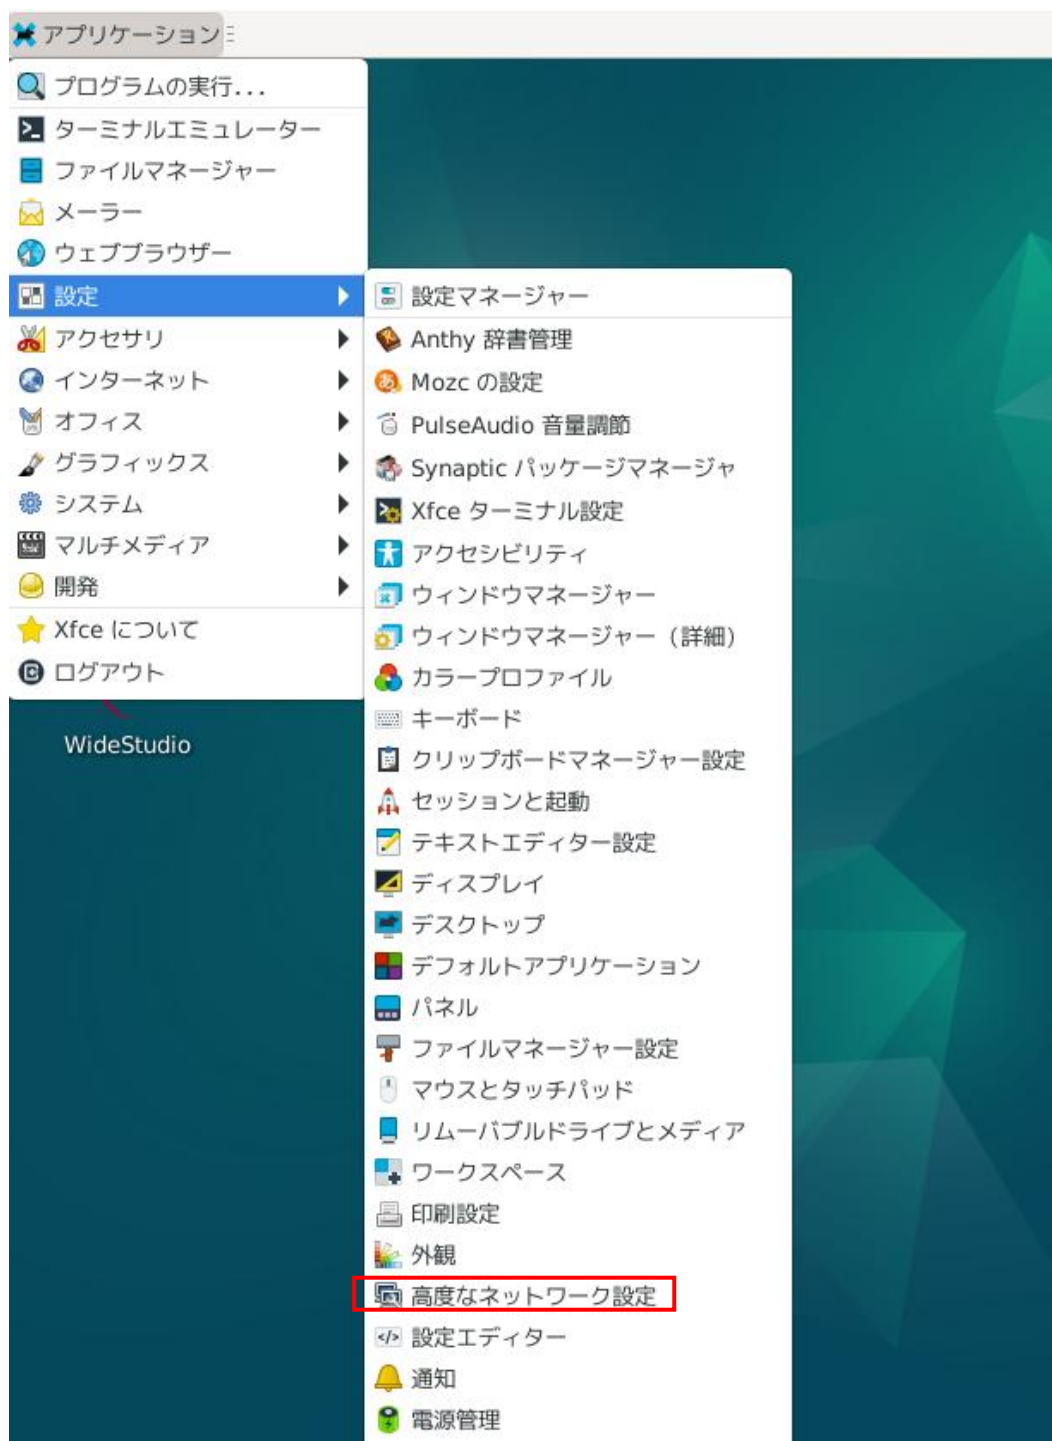 アプリケーション
プログラムの実行...
ターミナルエミュレーター
ファイルマネージャー
メーラー
ウェブブラウザー
設定
アクセサリ
インターネット
オフィス
グラフィックス
システム
マルチメディア
開発
Xfce について
ログアウト
WideStudio
設定マネージャー
Anthy 辞書管理
Mozc の設定
PulseAudio 音量調節
Synaptic パッケージマネージャ
Xfce ターミナル設定
アクセシビリティ
ウィンドウマネージャー
ウィンドウマネージャー (詳細)
カラープロファイル
キーボード
クリップボードマネージャー設定
セッションと起動
テキストエディター設定
ディスプレイ
デスクトップ
デフォルトアプリケーション
パネル
ファイルマネージャー設定
マウスとタッチパッド
リムーバブルドライブとメディア
ワークスペース
印刷設定
外観
高度なネットワーク設定
設定エディター
通知
電源管理